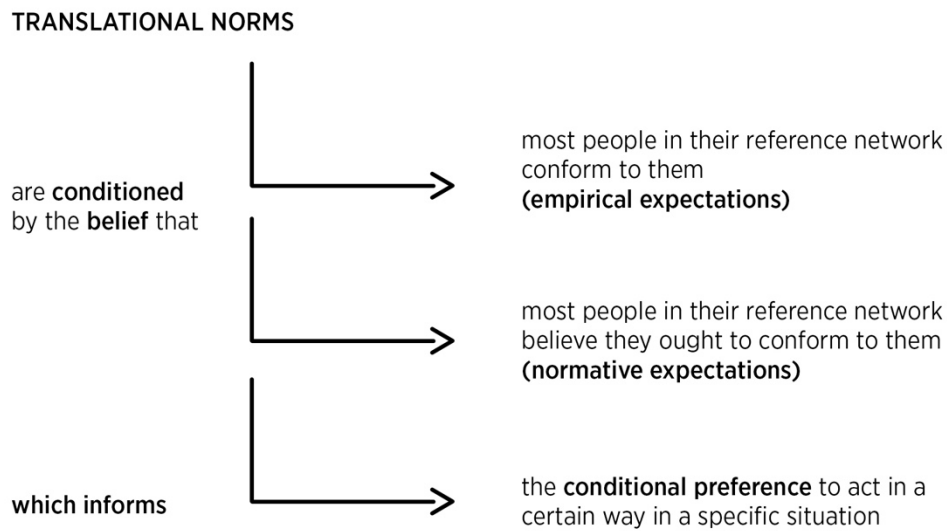 TRANSLATIONAL NORMS
are conditioned
by the belief that
most people in their reference network
conform to them
(empirical expectations)
most people in their reference network
believe they ought to conform to them
(normative expectations)
which informs
the conditional preference to act in a
certain way in a specific situation